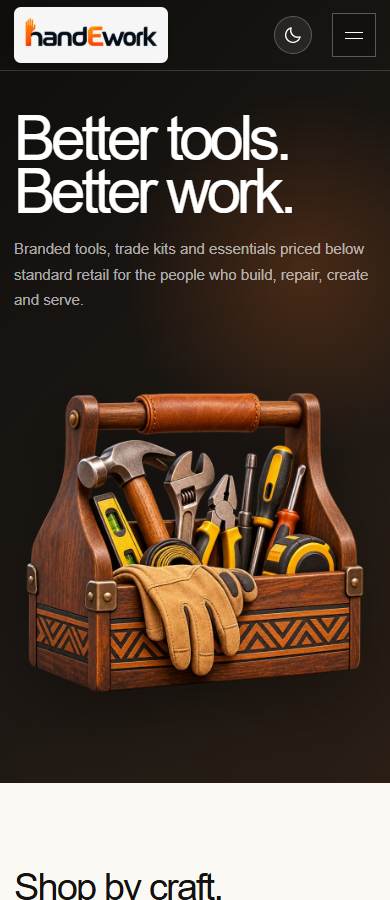 handEwork
Better tools.
Better work.
Branded tools, trade kits and essentials priced below
standard retail for the people who build, repair, create
and serve.
Shop by craft.